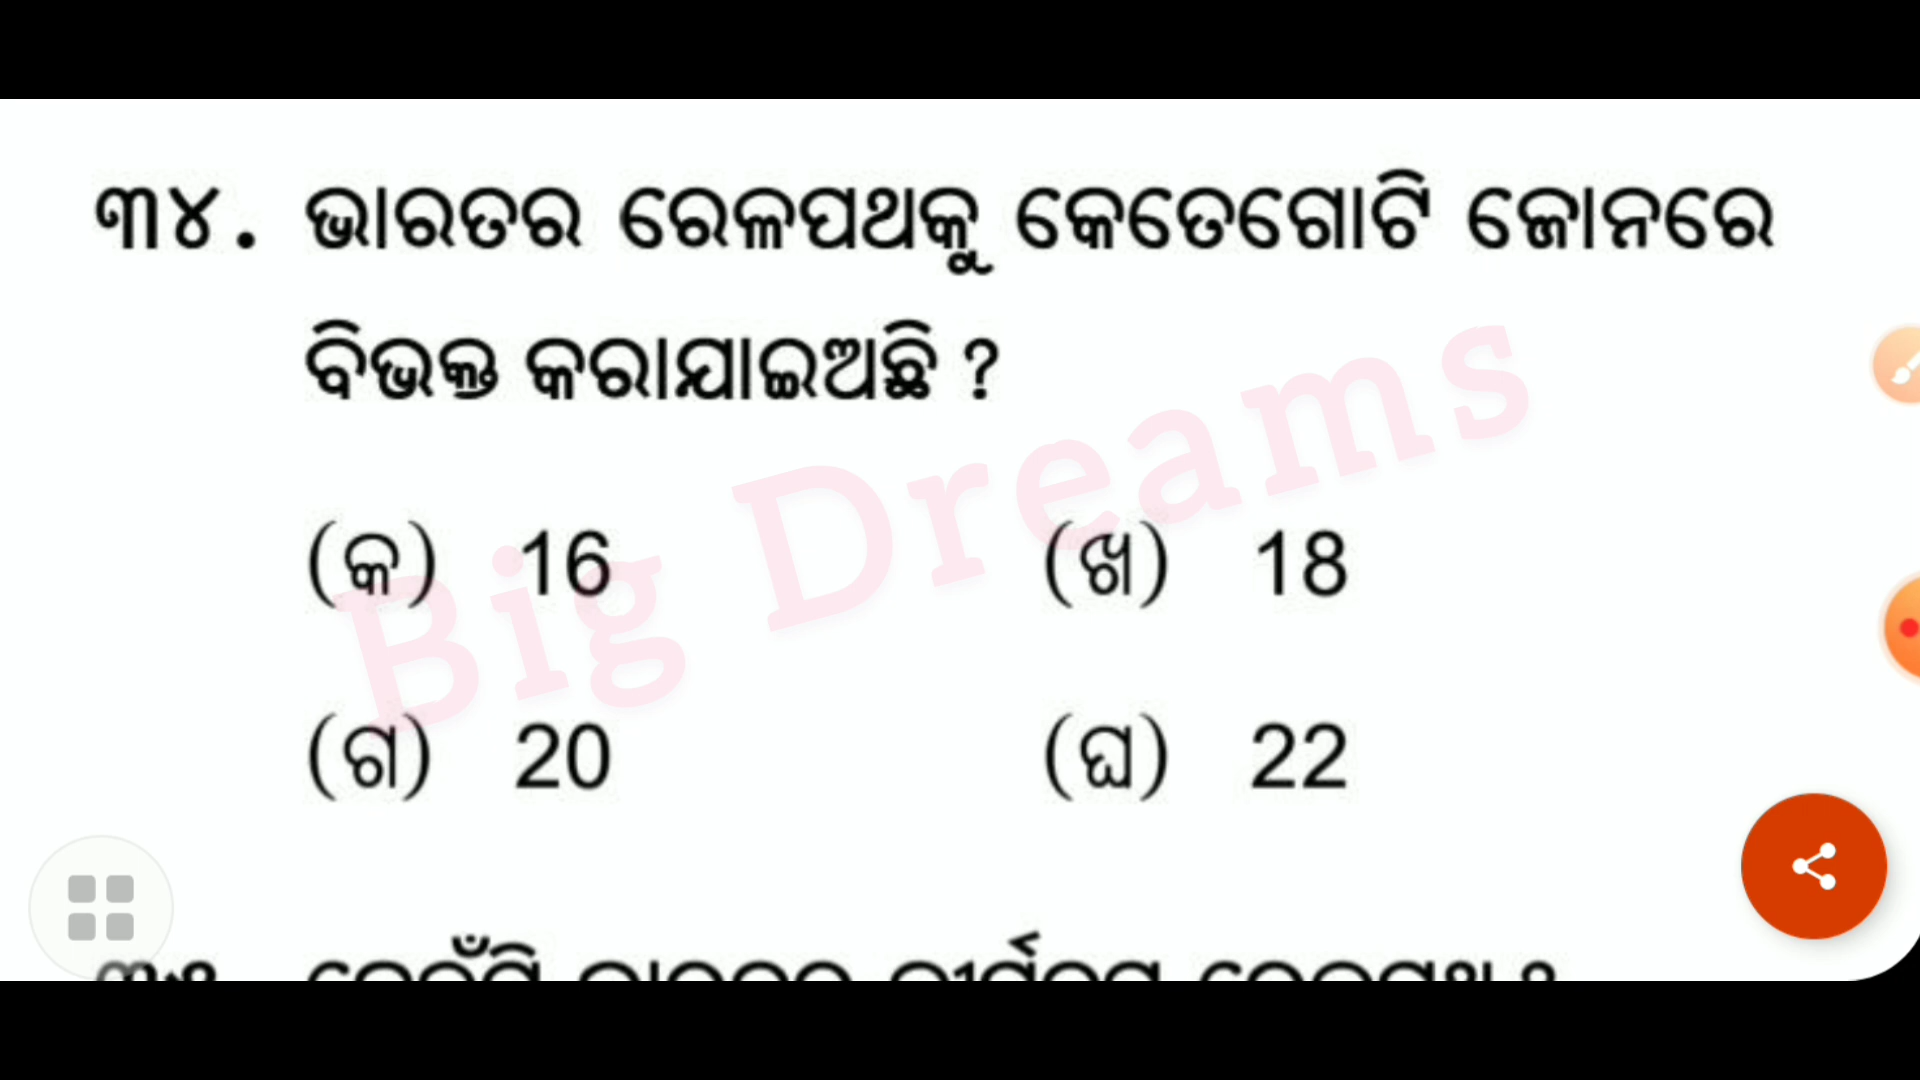 ୩୪. ଭାରତର ରେଳପଥକୁ କେତେଗୋଟି ଜୋନରେ
ବିଭକ୍ତ କରାଯାଇଅଛି ?
(କ) 16 (ଖ) 18
(ଗ) 20 (ଘ) 22
Big Dreams